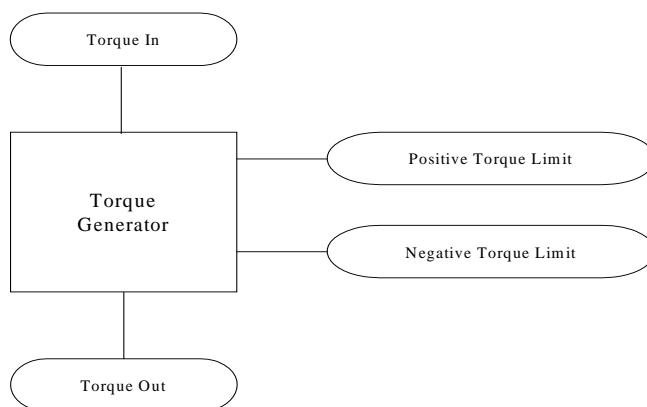 Torque In
Positive Torque Limit
Torque
Generator
Negative Torque Limit
Torque Out